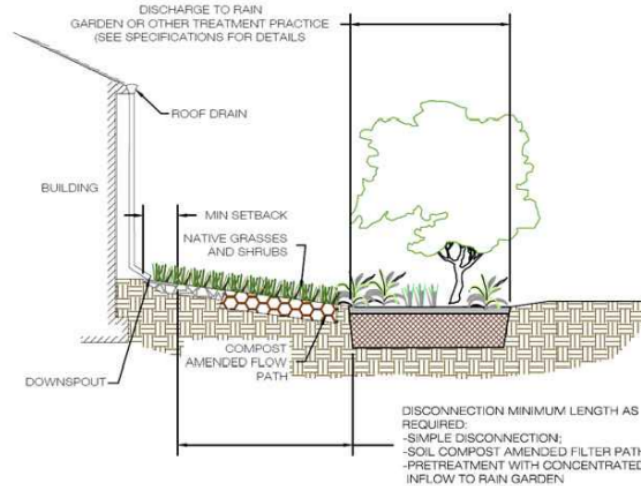 DISCHARGE TO RAIN
GARDEN OR OTHER TREATMENT PRACTICE
(SEE SPECIFICATIONS FOR DETAILS
ROOF DRAIN
BUILDING
MIN SETBACK
NATIVE GRASSES
AND SHRUBS
COMPOST
AMENDED FLOW
PATH
DOWNSPOUT
DISCONNECTION MINIMUM LENGTH AS
REQUIRED:
-SIMPLE DISCONNECTION;
-SOIL COMPOST AMENDED FILTER PATH
-PRETREATMENT WITH CONCENTRATED
INFLOW TO RAIN GARDEN